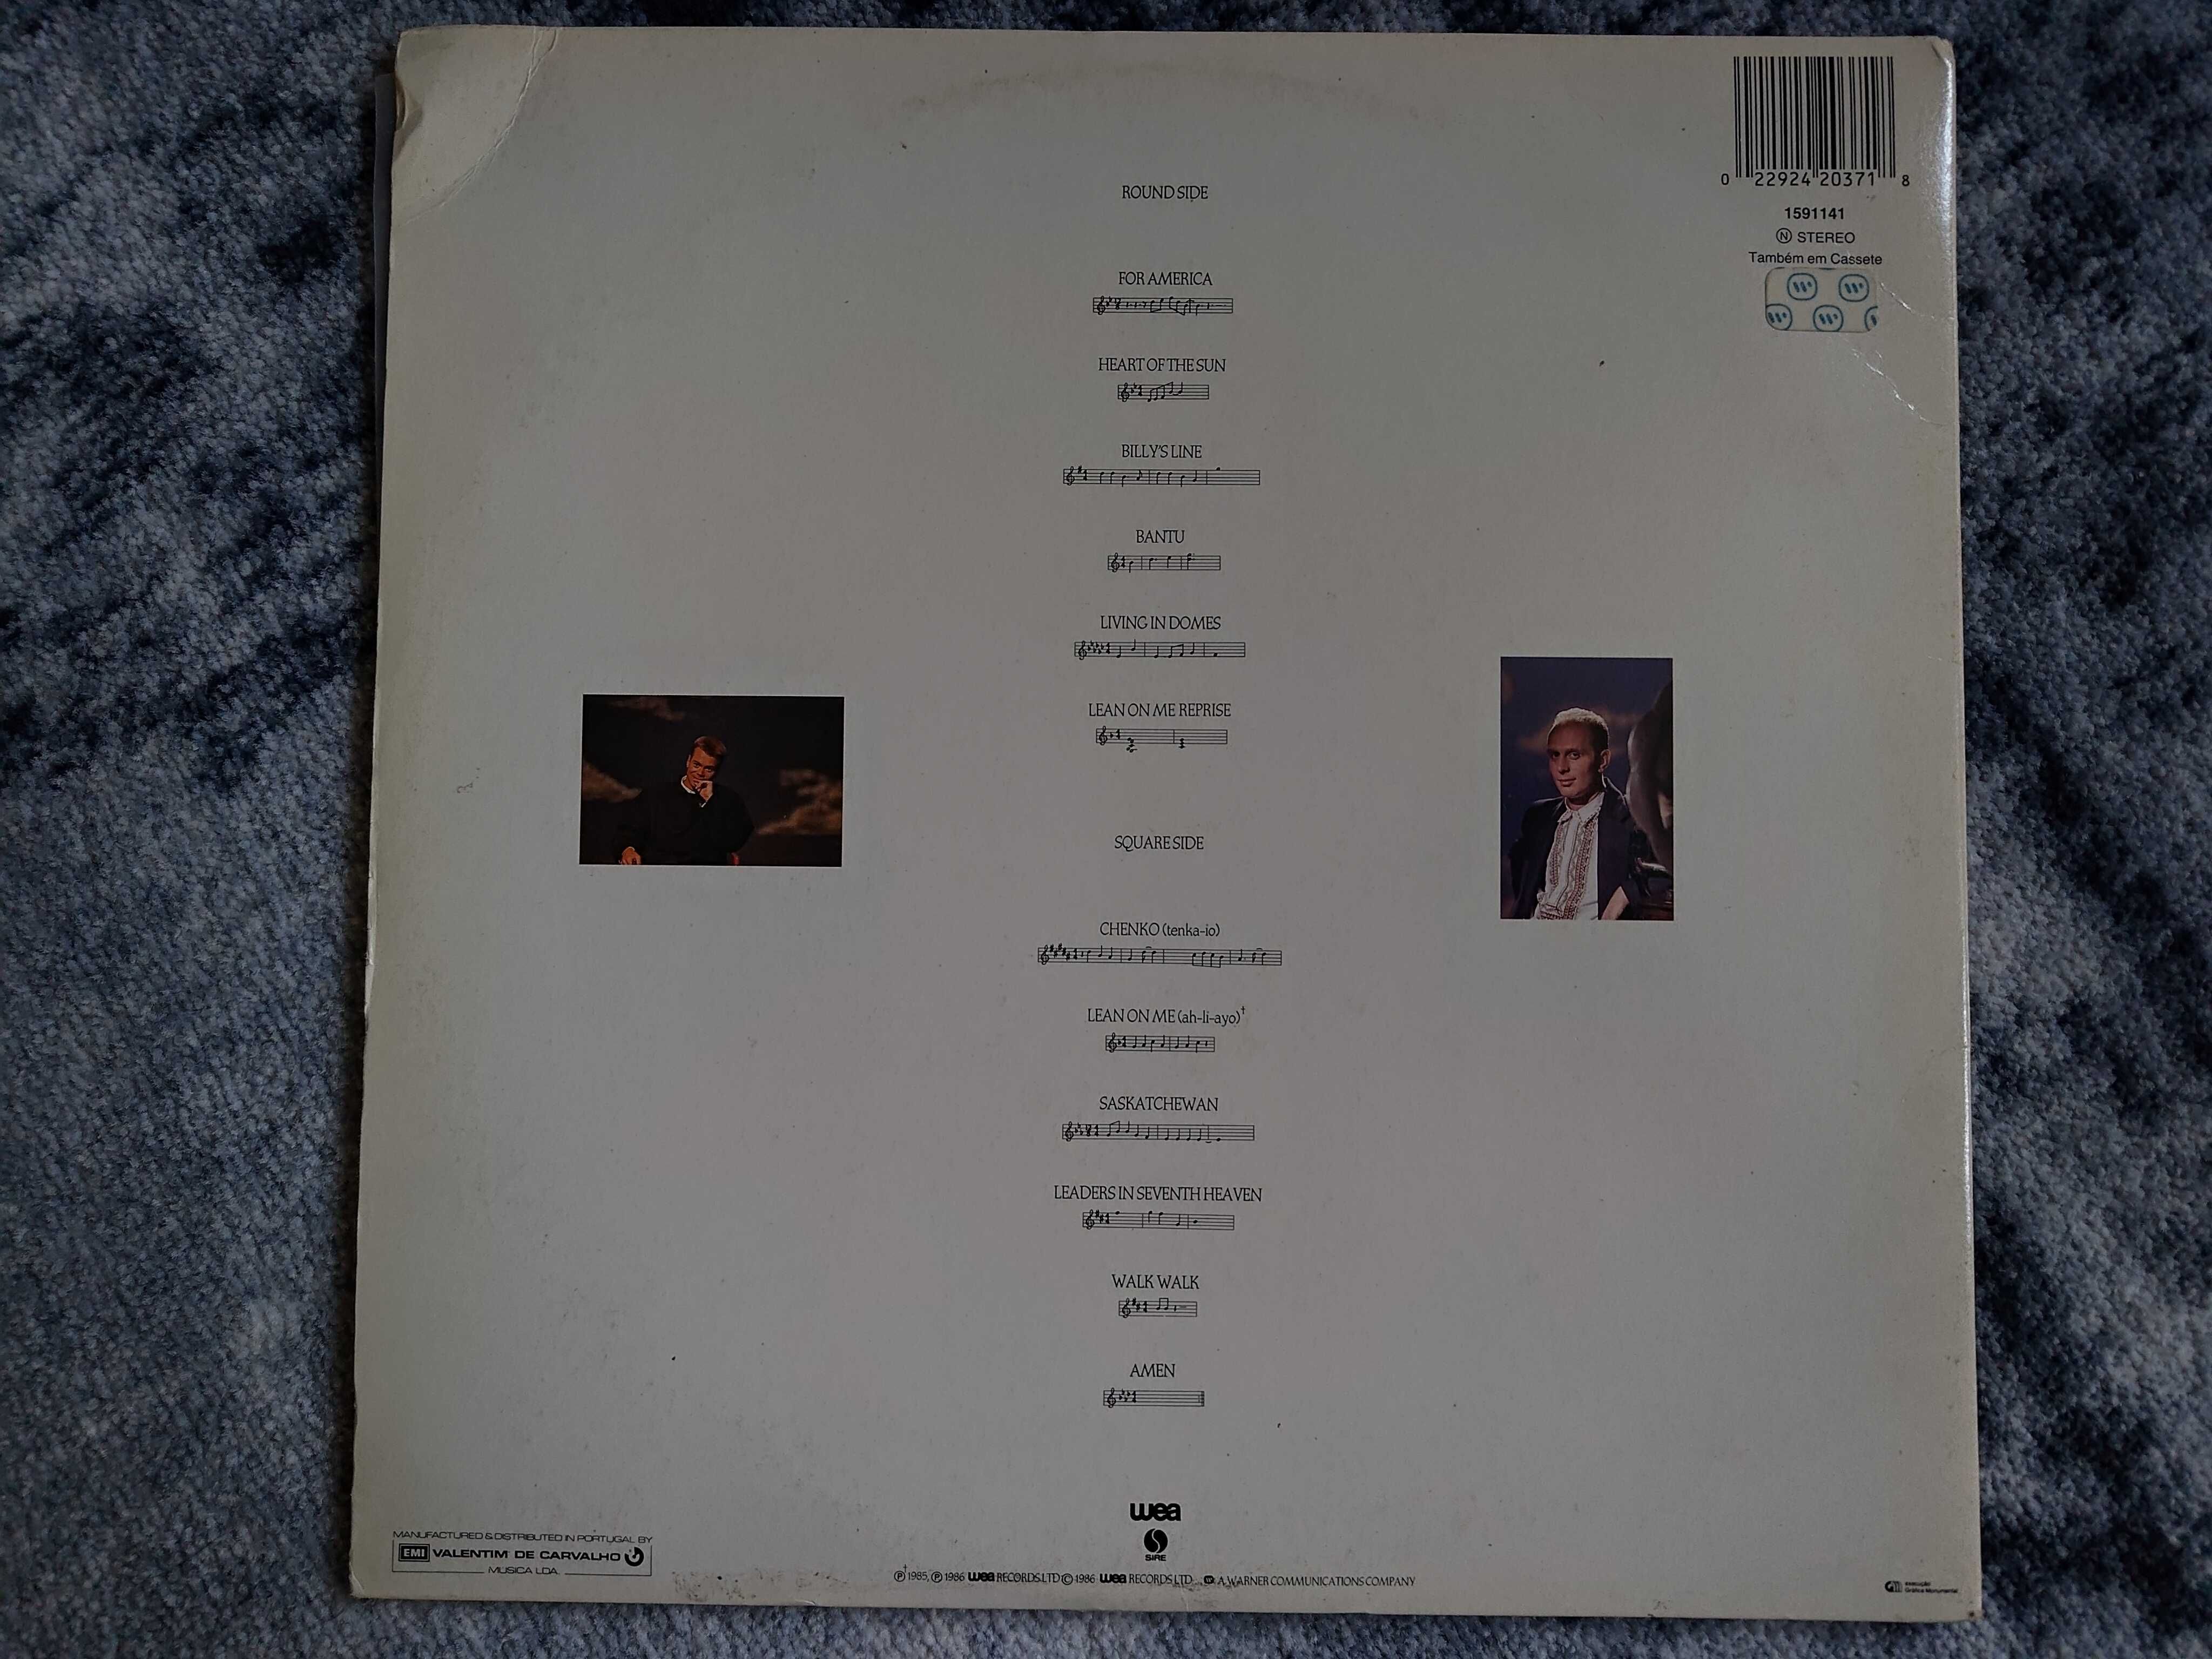 0 22924 20371 8
1591141
Ⓝ STEREO
Também em Cassete
ROUND SIDE
FOR AMERICA
HEART OF THE SUN
BILLY'S LINE
BANTU
LIVING IN DOMES
LEAN ON ME REPRISE
SQUARE SIDE
CHENKO (tenka-io)
LEAN ON ME (ah-li-ayo)†
SASKATCHEWAN
LEADERS IN SEVENTH HEAVEN
WALK WALK
AMEN
wea
SIRE
MANUFACTURED & DISTRIBUTED IN PORTUGAL BY
EMI VALENTIM DE CARVALHO
MUSICA LDA.
†Ⓟ 1985, Ⓟ 1986 wea RECORDS LTD © 1986 wea RECORDS LTD. A WARNER COMMUNICATIONS COMPANY
execução
Gráfica Monumental